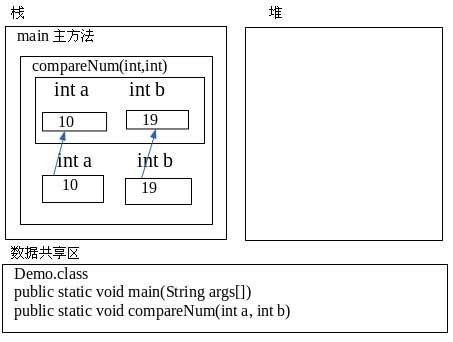 栈 堆
main 主方法
compareNum(int,int)
int a int b
10 19
int a int b
10 19
数据共享区
Demo.class
public static void main(String args[])
public static void compareNum(int a, int b)